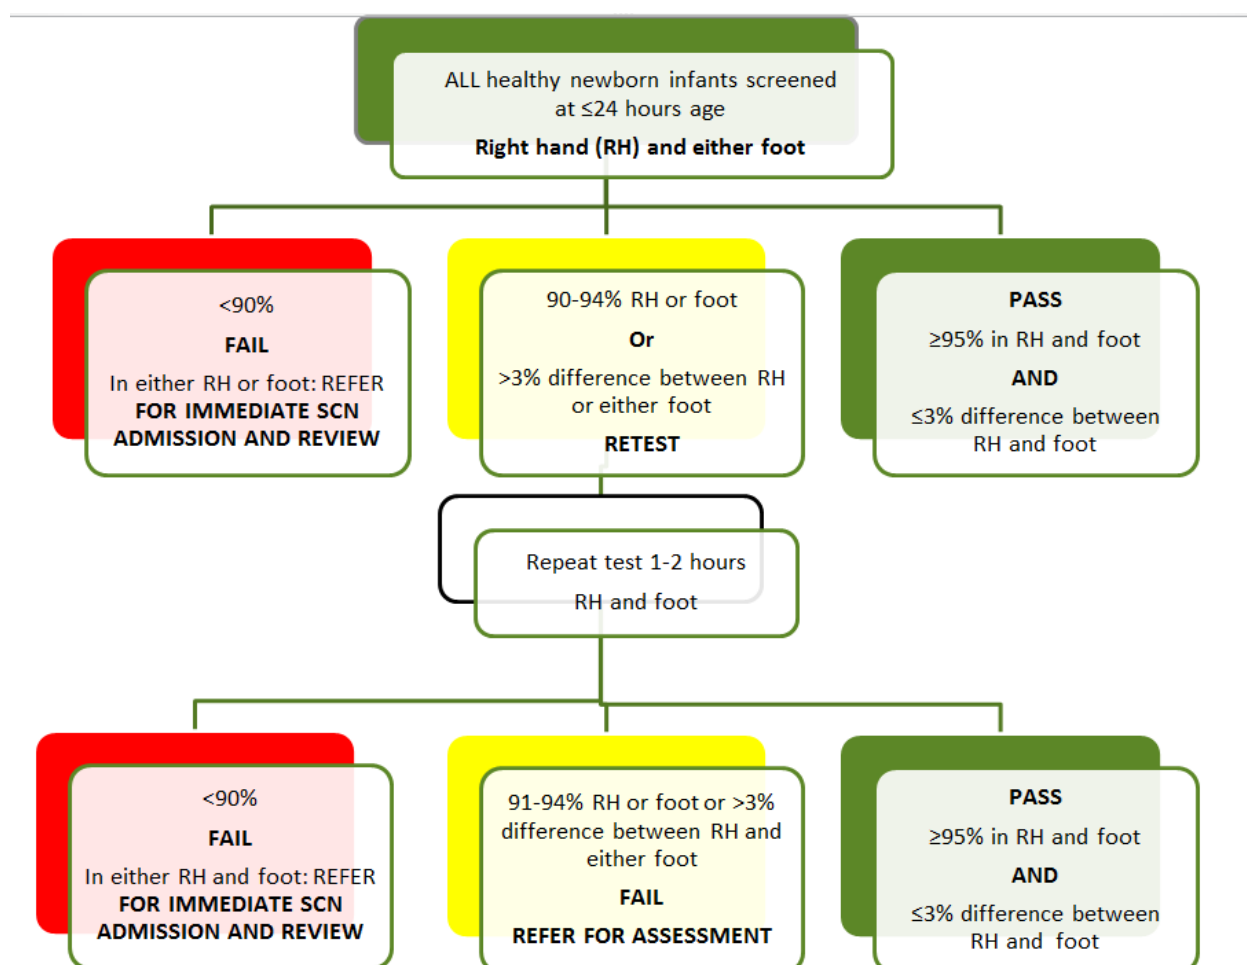 ALL healthy newborn infants screened
at ≤24 hours age
Right hand (RH) and either foot
<90%
FAIL
In either RH or foot: REFER
FOR IMMEDIATE SCN
ADMISSION AND REVIEW
90-94% RH or foot
Or
>3% difference between RH
or either foot
RETEST
PASS
≥95% in RH and foot
AND
≤3% difference between
RH and foot
Repeat test 1-2 hours
RH and foot
<90%
FAIL
In either RH and foot: REFER
FOR IMMEDIATE SCN
ADMISSION AND REVIEW
91-94% RH or foot or >3%
difference between RH and
either foot
FAIL
REFER FOR ASSESSMENT
PASS
≥95% in RH and foot
AND
≤3% difference between
RH and foot